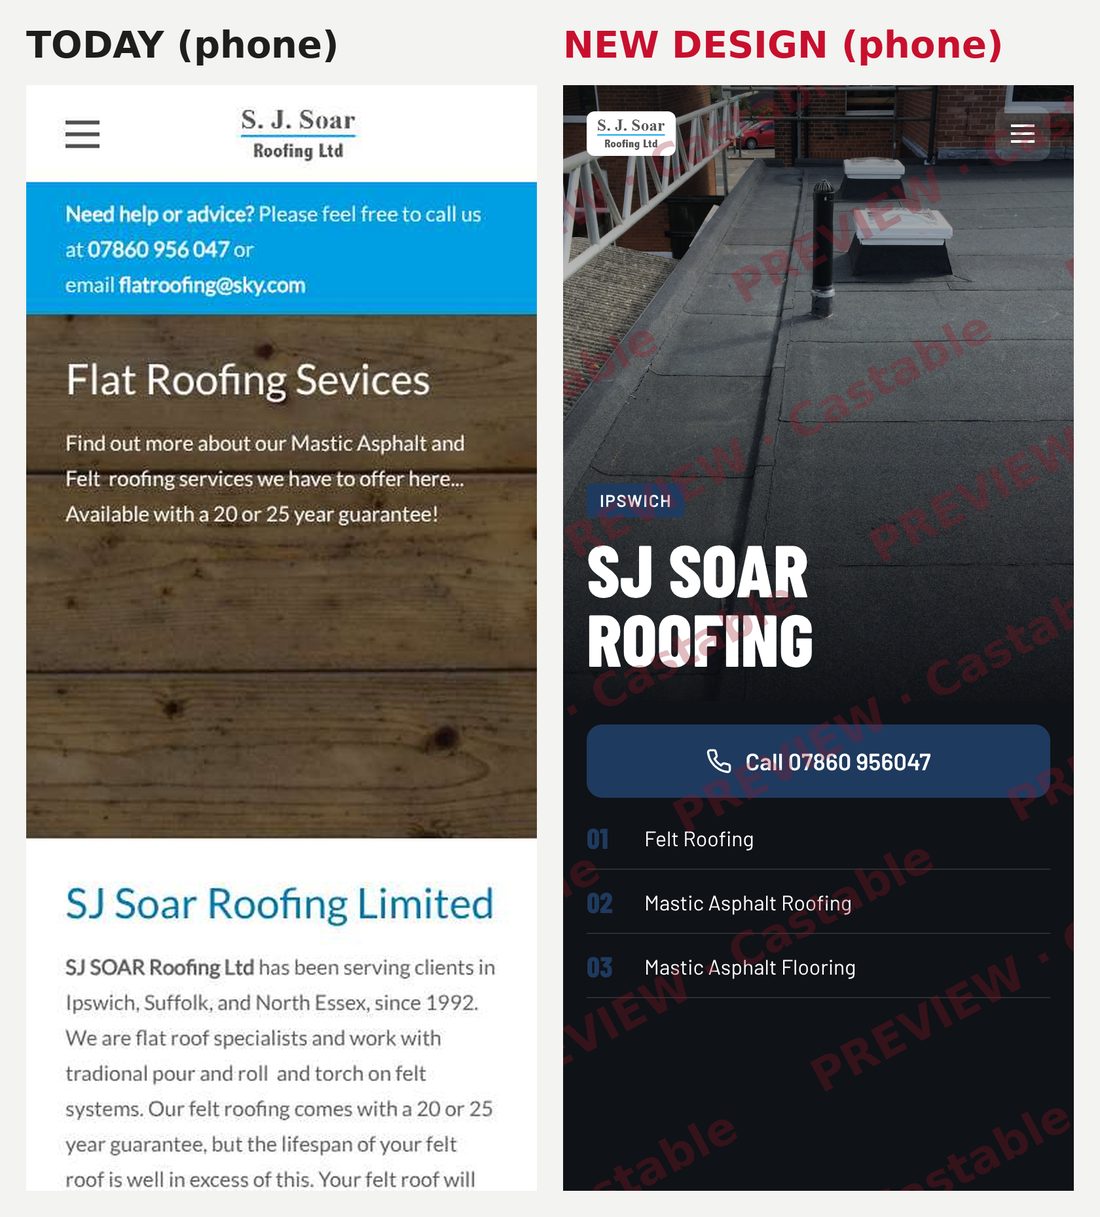 TODAY (phone)
S. J. Soar
Roofing Ltd
Need help or advice? Please feel free to call us
at 07860 956 047 or
email flatroofing@sky.com
Flat Roofing Sevices
Find out more about our Mastic Asphalt and
Felt  roofing services we have to offer here...
Available with a 20 or 25 year guarantee!
SJ Soar Roofing Limited
SJ SOAR Roofing Ltd has been serving clients in
Ipswich, Suffolk, and North Essex, since 1992.
We are flat roof specialists and work with
tradional pour and roll  and torch on felt
systems. Our felt roofing comes with a 20 or 25
year guarantee, but the lifespan of your felt
roof is well in excess of this. Your felt roof will
NEW DESIGN (phone)
S. J. Soar
Roofing Ltd
IPSWICH
SJ SOAR
ROOFING
Call 07860 956047
01 Felt Roofing
02 Mastic Asphalt Roofing
03 Mastic Asphalt Flooring
PREVIEW · Castable